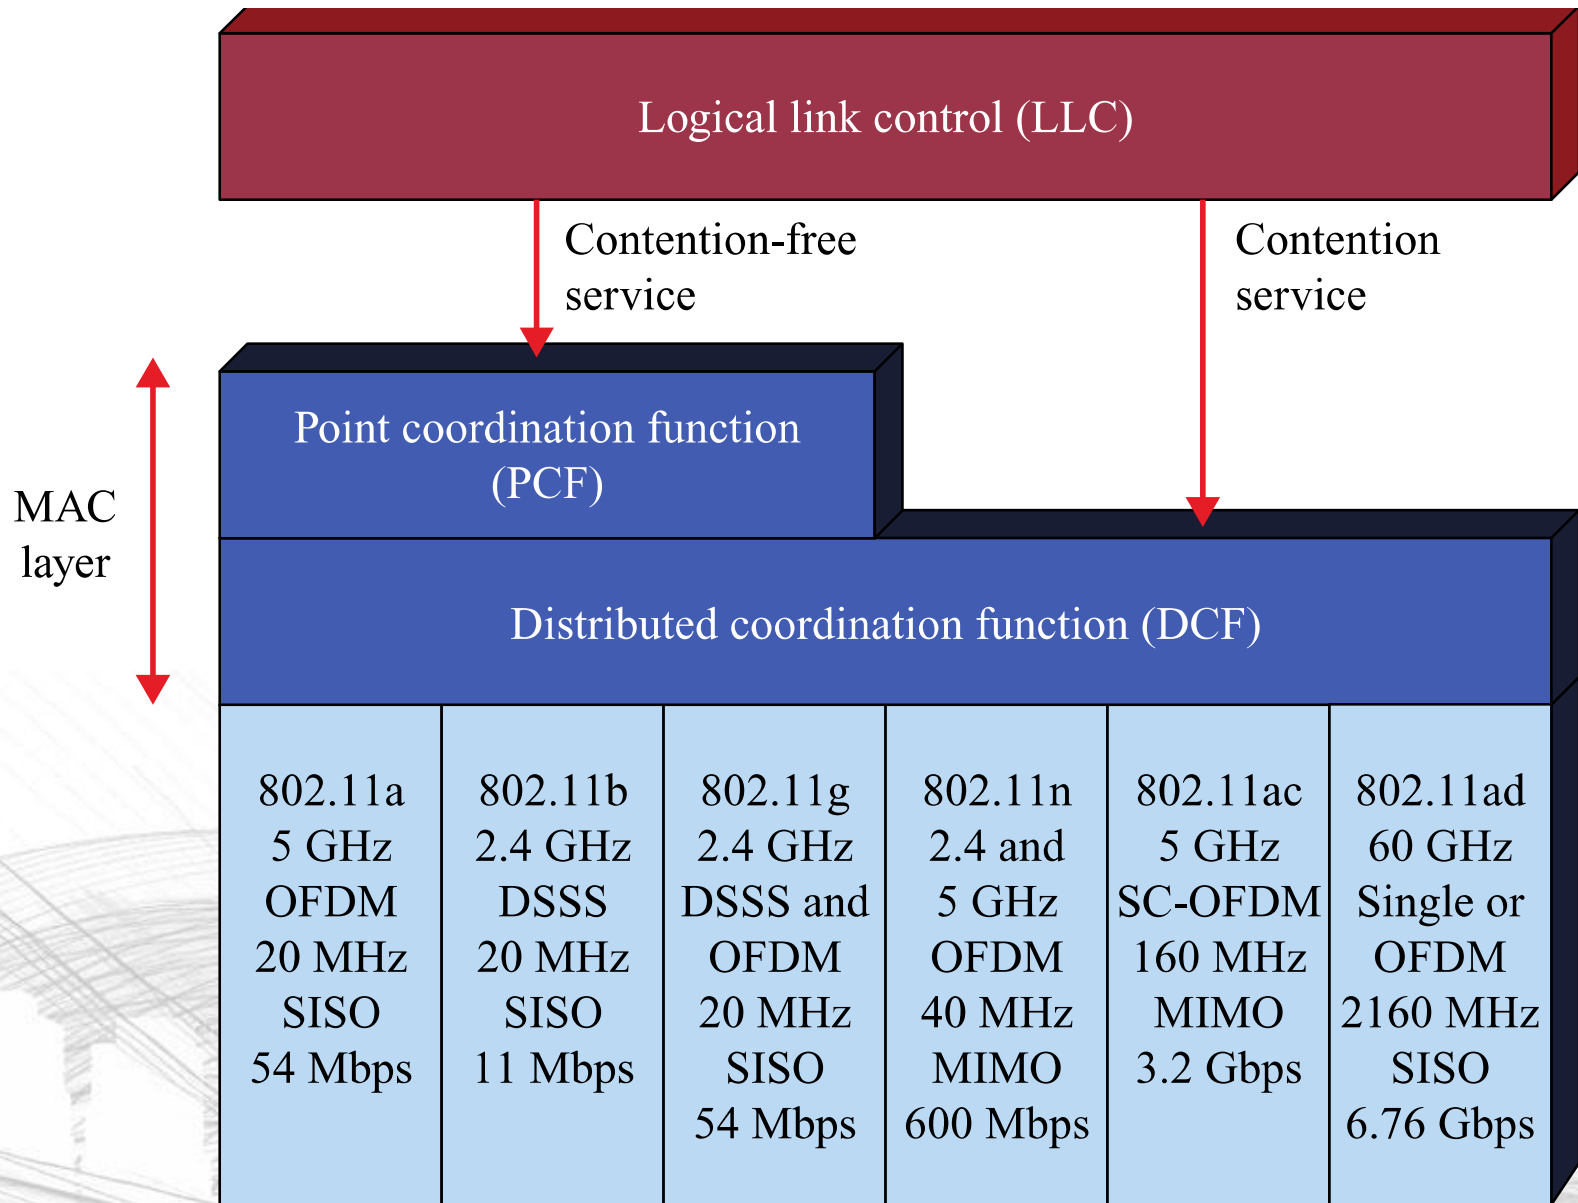 Logical link control (LLC)
Contention-free
service
Contention
service
Point coordination function
(PCF)
MAC
layer
Distributed coordination function (DCF)
802.11a
5 GHz
OFDM
20 MHz
SISO
54 Mbps
802.11b
2.4 GHz
DSSS
20 MHz
SISO
11 Mbps
802.11g
2.4 GHz
DSSS and
OFDM
20 MHz
SISO
54 Mbps
802.11n
2.4 and
5 GHz
OFDM
40 MHz
MIMO
600 Mbps
802.11ac
5 GHz
SC-OFDM
160 MHz
MIMO
3.2 Gbps
802.11ad
60 GHz
Single or
OFDM
2160 MHz
SISO
6.76 Gbps